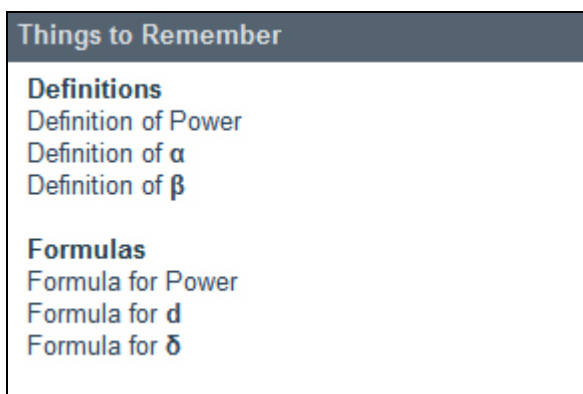 Things to Remember
Definitions
Definition of Power
Definition of α
Definition of β
Formulas
Formula for Power
Formula for d
Formula for δ